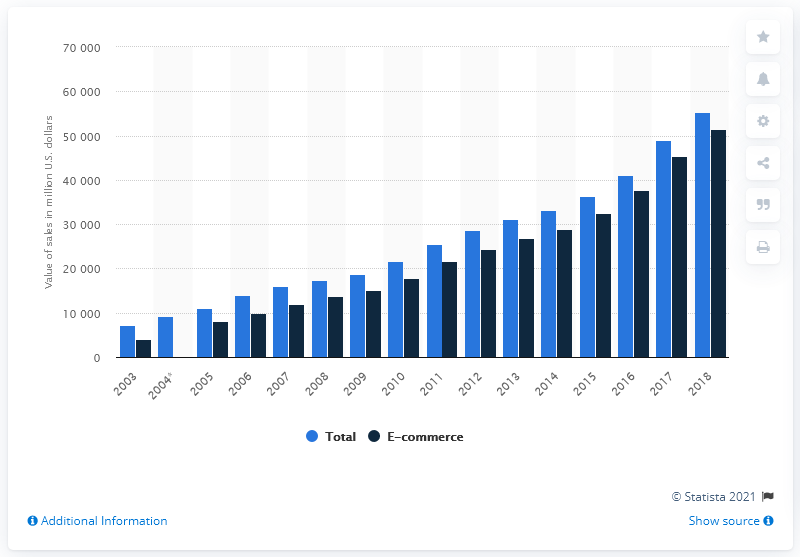 70 000
60 000
50 000
40 000
30 000
20 000
10 000
0
Value of sales in million U.S. dollars
2003 2004* 2005 2006 2007 2008 2009 2010 2011 2012 2013 2014 2015 2016 2017 2018
Total E-commerce
© Statista 2021
Additional Information Show source